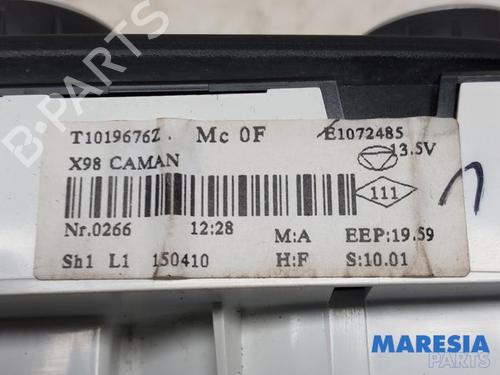 T1019676Z. Mc 0F E1072485
X98 CAMAN 13.5V
111
Nr.0266 12:28 M:A EEP:19.59
Sh1 L1 150410 H:F S:10.01
B-PARTS
MARESIA
PARTS